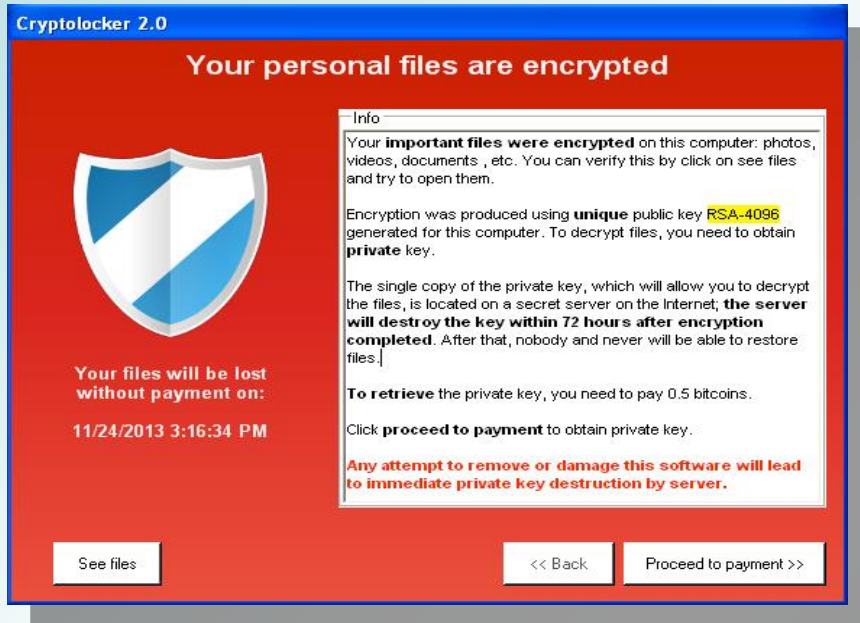 Cryptolocker 2.0
Your personal files are encrypted
Info
Your important files were encrypted on this computer: photos,
videos, documents , etc. You can verify this by click on see files
and try to open them.
Encryption was produced using unique public key RSA-4096
generated for this computer. To decrypt files, you need to obtain
private key.
The single copy of the private key, which will allow you to decrypt
the files, is located on a secret server on the Internet; the server
will destroy the key within 72 hours after encryption
completed. After that, nobody and never will be able to restore
files.
To retrieve the private key, you need to pay 0.5 bitcoins.
Click proceed to payment to obtain private key.
Any attempt to remove or damage this software will lead
to immediate private key destruction by server.
Your files will be lost
without payment on:
11/24/2013 3:16:34 PM
See files
<< Back
Proceed to payment >>